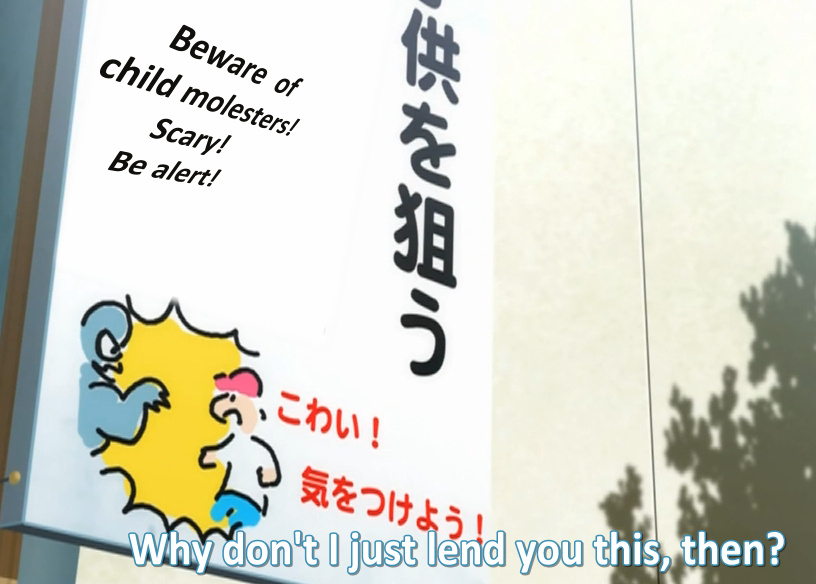 Beware of
child molesters!
Scary!
Be alert!
供を狙う
こわい!
気をつけよう!
Why don't I just lend you this, then?